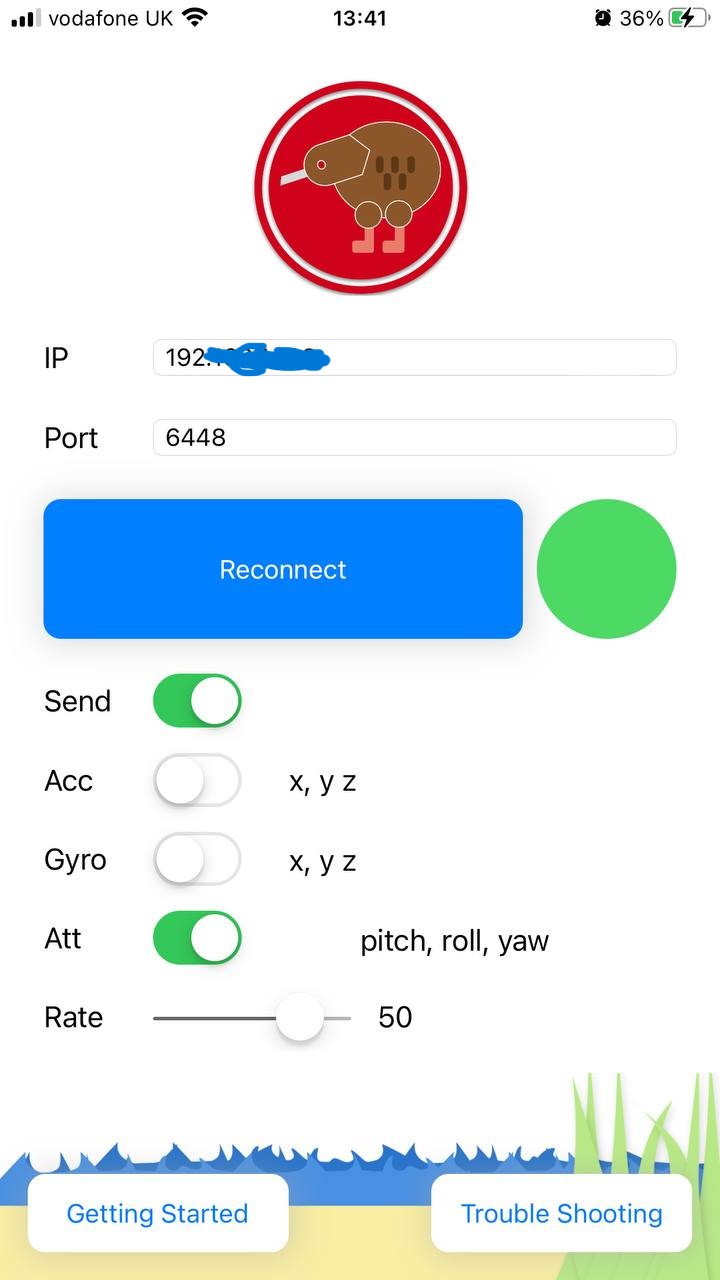 vodafone UK 13:41 36%
IP 192.
Port 6448
Reconnect
Send
Acc x, y z
Gyro x, y z
Att pitch, roll, yaw
Rate 50
Getting Started Trouble Shooting